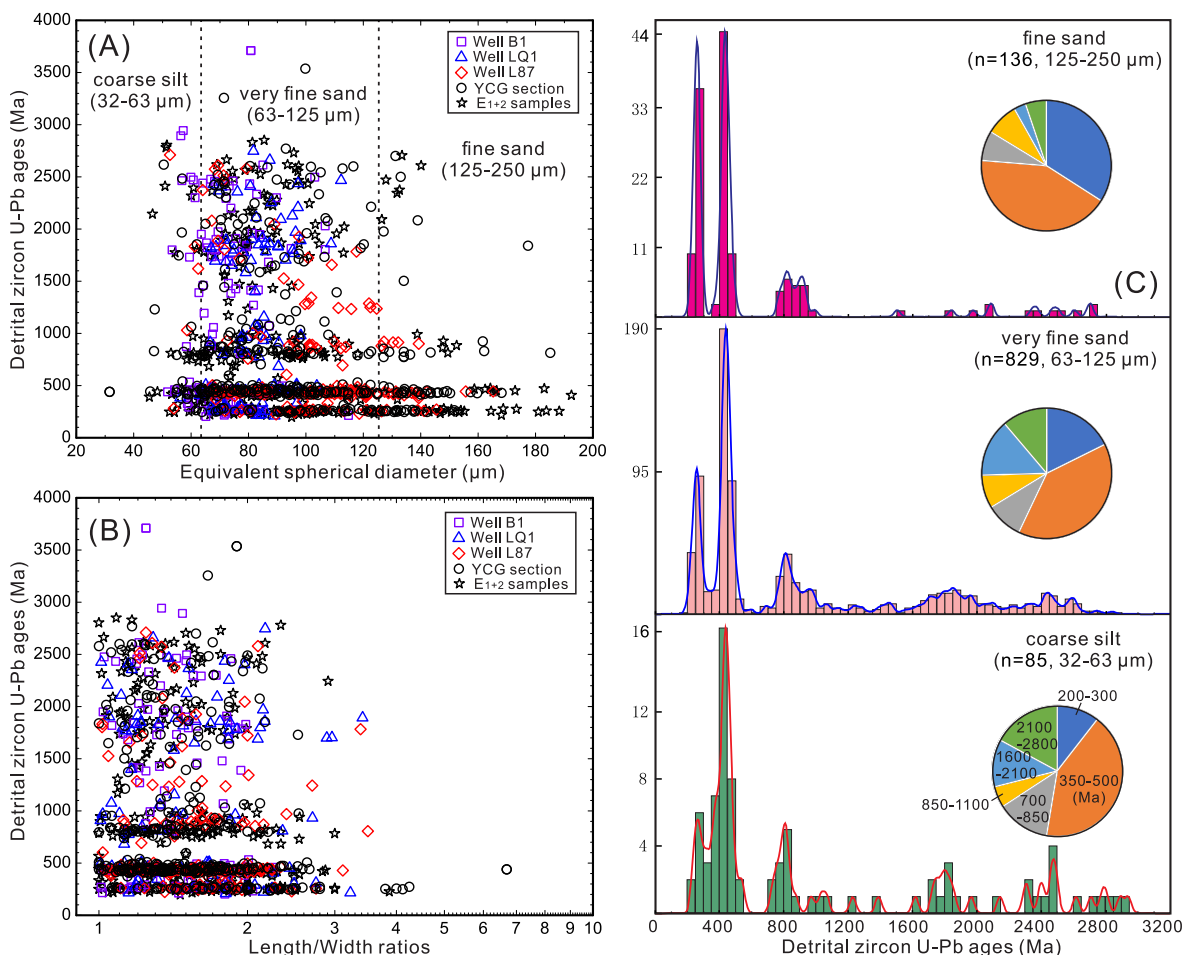 (A)
Well B1
Well LQ1
Well L87
YCG section
E1+2 samples
coarse silt
(32-63 μm)
very fine sand
(63-125 μm)
fine sand
(125-250 μm)
4000
3500
3000
2500
2000
1500
1000
500
0
Detrital zircon U-Pb ages (Ma)
20 40 60 80 100 120 140 160 180 200
Equivalent spherical diameter (μm)
(B)
Well B1
Well LQ1
Well L87
YCG section
E1+2 samples
4000
3500
3000
2500
2000
1500
1000
500
0
Detrital zircon U-Pb ages (Ma)
1 2 3 4 5 6 7 8 9 10
Length/Width ratios
(C)
44
33
22
11
fine sand
(n=136, 125-250 μm)
190
95
very fine sand
(n=829, 63-125 μm)
16
12
8
4
coarse silt
(n=85, 32-63 μm)
200-300
2100
-2800
1600
-2100
350-500
(Ma)
850-1100
700
-850
0 400 800 1200 1600 2000 2400 2800 3200
Detrital zircon U-Pb ages (Ma)